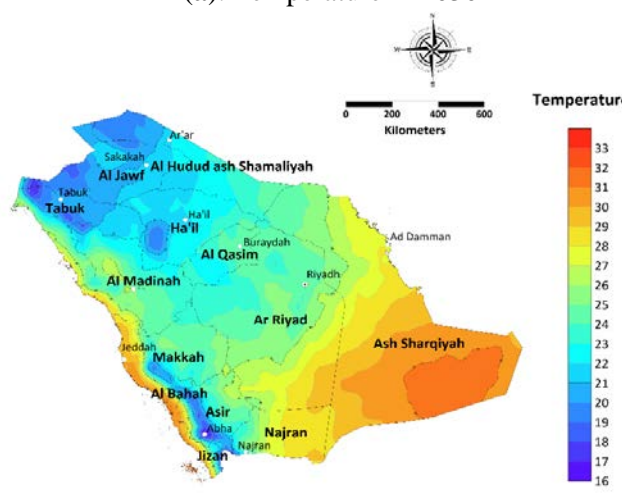 N
W
E
S
0 200 400 600
Kilometers
Temperature
33
32
31
30
29
28
27
26
25
24
23
22
21
20
19
18
17
16
Ar'ar
Sakakah
Al Jawf
Al Hudud ash Shamaliyah
Tabuk
Tabuk
Ha'il
Ha'il
Buraydah
Al Qasim
Ad Damman
Al Madinah
Riyadh
Ar Riyad
Ash Sharqiyah
Jeddah
Makkah
Al Bahah
Asir
Abha
Najran
Najran
Jizan